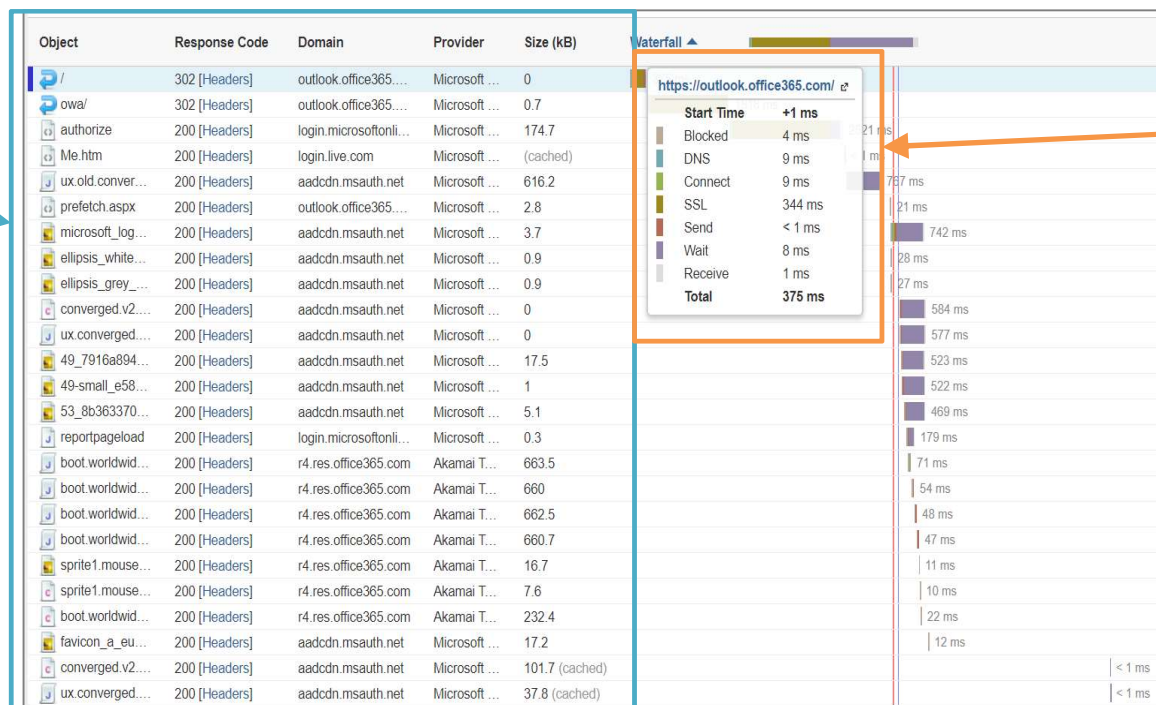 Object Response Code Domain Provider Size (kB) Waterfall
/ 302 [Headers] outlook.office365.... Microsoft ... 0
https://outlook.office365.com/
owa/ 302 [Headers] outlook.office365.... Microsoft ... 0.7
Start Time +1 ms
authorize 200 [Headers] login.microsoftonli... Microsoft ... 174.7
Blocked 4 ms
Me.htm 200 [Headers] login.live.com Microsoft ... (cached)
DNS 9 ms
ux.old.conver... 200 [Headers] aadcdn.msauth.net Microsoft ... 616.2 767 ms
Connect 9 ms
prefetch.aspx 200 [Headers] outlook.office365.... Microsoft ... 2.8 21 ms
SSL 344 ms
microsoft_log... 200 [Headers] aadcdn.msauth.net Microsoft ... 3.7 742 ms
Send < 1 ms
ellipsis_white... 200 [Headers] aadcdn.msauth.net Microsoft ... 0.9 28 ms
Wait 8 ms
ellipsis_grey_... 200 [Headers] aadcdn.msauth.net Microsoft ... 0.9 27 ms
Receive 1 ms
Total 375 ms
converged.v2.... 200 [Headers] aadcdn.msauth.net Microsoft ... 0 584 ms
ux.converged.... 200 [Headers] aadcdn.msauth.net Microsoft ... 0 577 ms
49_7916a894... 200 [Headers] aadcdn.msauth.net Microsoft ... 17.5 523 ms
49-small_e58... 200 [Headers] aadcdn.msauth.net Microsoft ... 1 522 ms
53_8b363370... 200 [Headers] aadcdn.msauth.net Microsoft ... 5.1 469 ms
reportpageload 200 [Headers] login.microsoftonli... Microsoft ... 0.3 179 ms
boot.worldwid... 200 [Headers] r4.res.office365.com Akamai T... 663.5 71 ms
boot.worldwid... 200 [Headers] r4.res.office365.com Akamai T... 660 54 ms
boot.worldwid... 200 [Headers] r4.res.office365.com Akamai T... 662.5 48 ms
boot.worldwid... 200 [Headers] r4.res.office365.com Akamai T... 660.7 47 ms
sprite1.mouse... 200 [Headers] r4.res.office365.com Akamai T... 16.7 11 ms
sprite1.mouse... 200 [Headers] r4.res.office365.com Akamai T... 7.6 10 ms
boot.worldwid... 200 [Headers] r4.res.office365.com Akamai T... 232.4 22 ms
favicon_a_eu... 200 [Headers] aadcdn.msauth.net Microsoft ... 17.2 12 ms
converged.v2.... 200 [Headers] aadcdn.msauth.net Microsoft ... 101.7 (cached) < 1 ms
ux.converged.... 200 [Headers] aadcdn.msauth.net Microsoft ... 37.8 (cached) < 1 ms